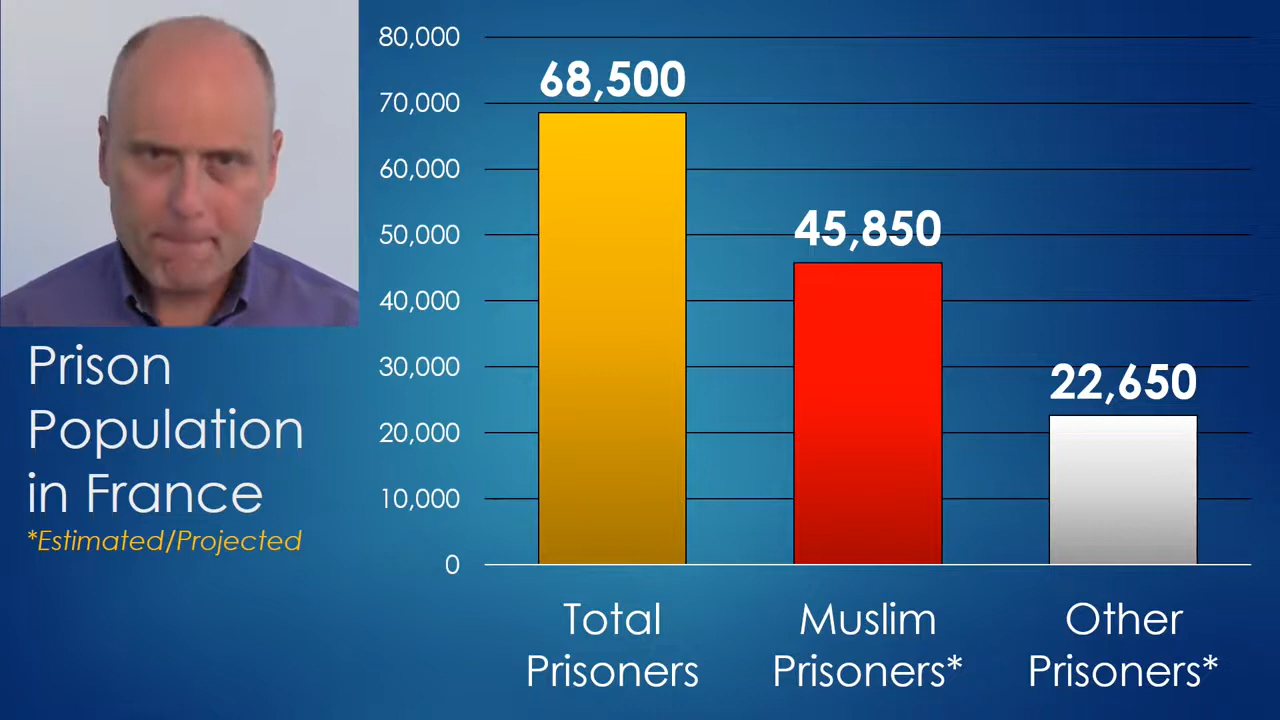 Prison
Population
in France
*Estimated/Projected
80,000
70,000
60,000
50,000
40,000
30,000
20,000
10,000
0
68,500
45,850
22,650
Total
Prisoners
Muslim
Prisoners*
Other
Prisoners*